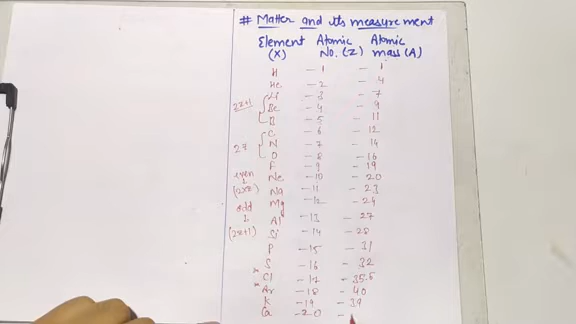 # Matter and its measurement
Element Atomic Atomic
(X) No. (Z) mass (A)
H - 1 - 1
He - 2 - 4
Li - 3 - 7
2z+1 Be - 4 - 9
B - 5 - 11
C - 6 - 12
2z N - 7 - 14
O - 8 - 16
F - 9 - 19
even Ne - 10 - 20
Na - 11 - 23
Mg - 12 - 24
odd Al - 13 - 27
(2z+1) Si - 14 - 28
P - 15 - 31
S - 16 - 32
* Cl - 17 - 35.5
* Ar - 18 - 40
K - 19 - 39
Ca - 20 -